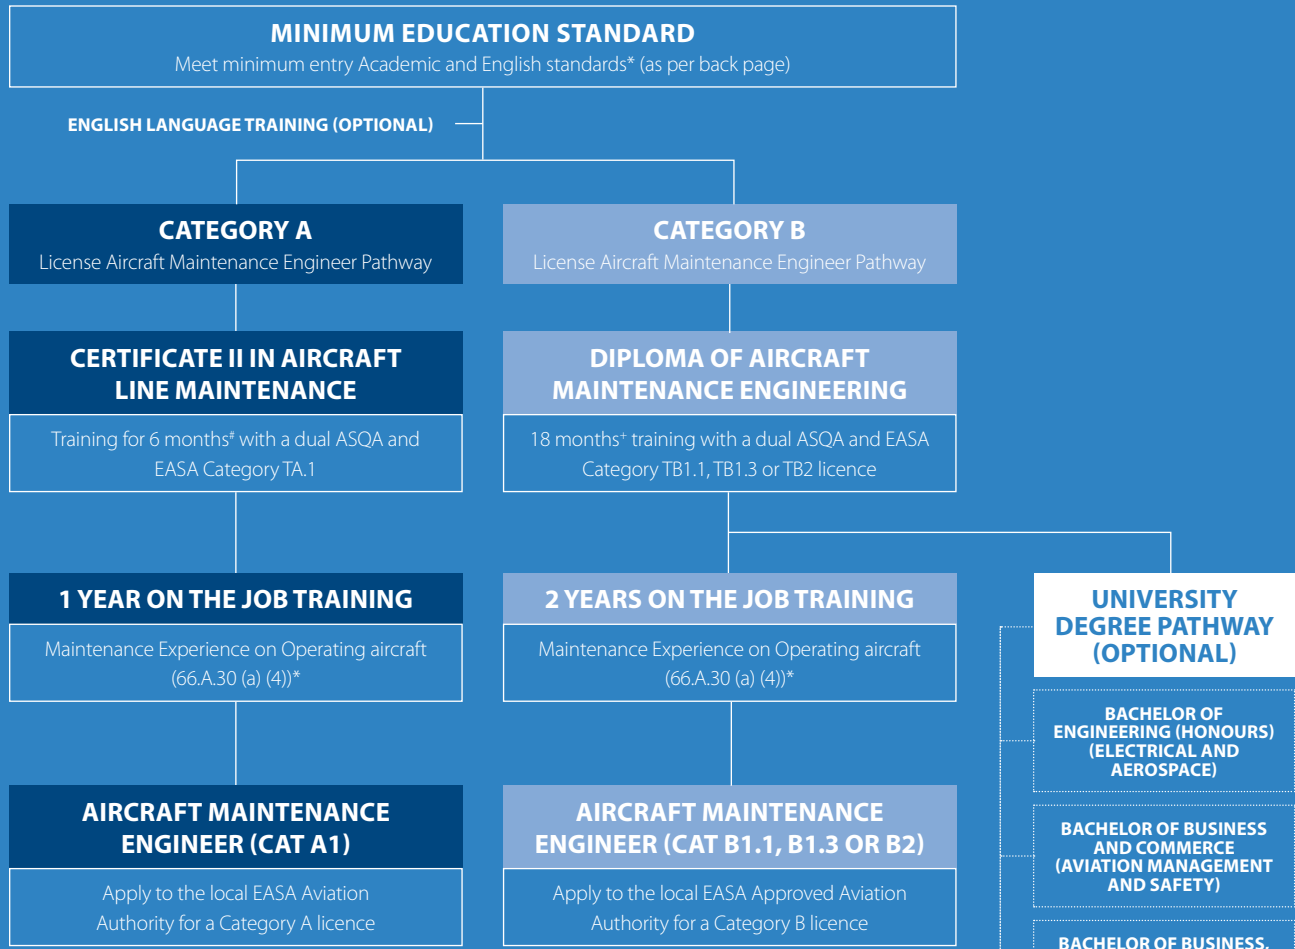 MINIMUM EDUCATION STANDARD
Meet minimum entry Academic and English standards* (as per back page)
ENGLISH LANGUAGE TRAINING (OPTIONAL)
CATEGORY A
License Aircraft Maintenance Engineer Pathway
CATEGORY B
License Aircraft Maintenance Engineer Pathway
CERTIFICATE II IN AIRCRAFT
LINE MAINTENANCE
Training for 6 months# with a dual ASQA and
EASA Category TA.1
DIPLOMA OF AIRCRAFT
MAINTENANCE ENGINEERING
18 months+ training with a dual ASQA and EASA
Category TB1.1, TB1.3 or TB2 licence
1 YEAR ON THE JOB TRAINING
Maintenance Experience on Operating aircraft
(66.A.30 (a) (4))*
2 YEARS ON THE JOB TRAINING
Maintenance Experience on Operating aircraft
(66.A.30 (a) (4))*
UNIVERSITY
DEGREE PATHWAY
(OPTIONAL)
BACHELOR OF
ENGINEERING (HONOURS)
(ELECTRICAL AND
AEROSPACE)
AIRCRAFT MAINTENANCE
ENGINEER (CAT A1)
Apply to the local EASA Aviation
Authority for a Category A licence
AIRCRAFT MAINTENANCE
ENGINEER (CAT B1.1, B1.3 OR B2)
Apply to the local EASA Approved Aviation
Authority for a Category B licence
BACHELOR OF BUSINESS
AND COMMERCE
(AVIATION MANAGEMENT
AND SAFETY)
BACHELOR OF BUSINESS,